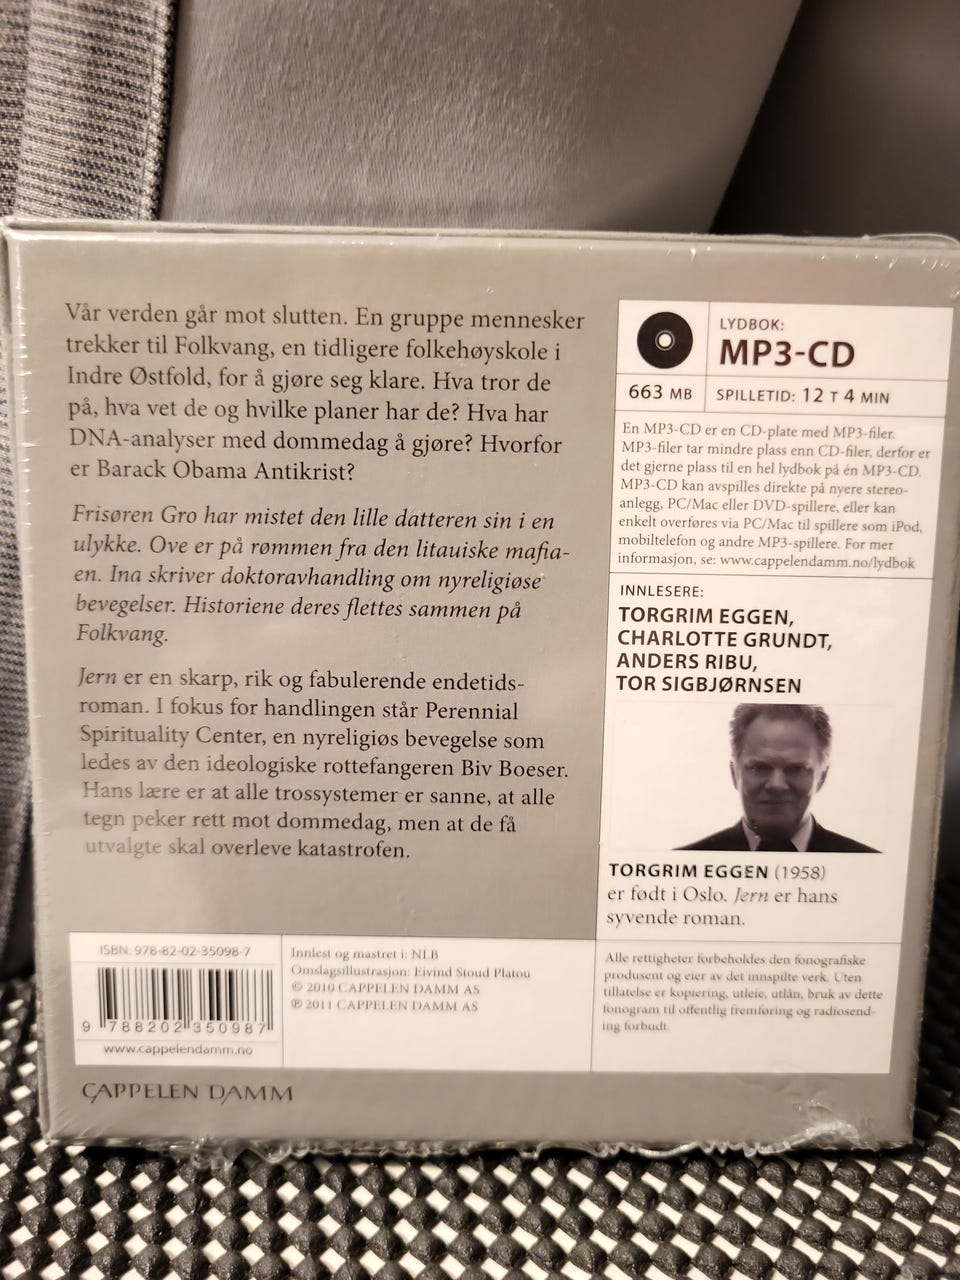 Vår verden går mot slutten. En gruppe mennesker
trekker til Folkvang, en tidligere folkehøyskole i
Indre Østfold, for å gjøre seg klare. Hva tror de
på, hva vet de og hvilke planer har de? Hva har
DNA-analyser med dommedag å gjøre? Hvorfor
er Barack Obama Antikrist?
Frisøren Gro har mistet den lille datteren sin i en
ulykke. Ove er på rømmen fra den litauiske mafia-
en. Ina skriver doktoravhandling om nyreligiøse
bevegelser. Historiene deres flettes sammen på
Folkvang.
Jern er en skarp, rik og fabulerende endetids-
roman. I fokus for handlingen står Perennial
Spirituality Center, en nyreligiøs bevegelse som
ledes av den ideologiske rottefangeren Biv Boeser.
Hans lære er at alle trossystemer er sanne, at alle
tegn peker rett mot dommedag, men at de få
utvalgte skal overleve katastrofen.
LYDBOK:
MP3-CD
663 MB
SPILLETID: 12 T 4 MIN
En MP3-CD er en CD-plate med MP3-filer.
MP3-filer tar mindre plass enn CD-filer, derfor er
det gjerne plass til en hel lydbok på én MP3-CD.
MP3-CD kan avspilles direkte på nyere stereo-
anlegg, PC/Mac eller DVD-spillere, eller kan
enkelt overføres via PC/Mac til spillere som iPod,
mobiltelefon og andre MP3-spillere. For mer
informasjon, se: www.cappelendamm.no/lydbok
INNLESERE:
TORGRIM EGGEN,
CHARLOTTE GRUNDT,
ANDERS RIBU,
TOR SIGBJØRNSEN
TORGRIM EGGEN (1958)
er født i Oslo. Jern er hans
syvende roman.
ISBN: 978-82-02-35098-7
9 788202 350987
www.cappelendamm.no
Innlest og mastret i: NLB
Omslagsillustrasjon: Eivind Stoud Platou
© 2010 CAPPELEN DAMM AS
℗ 2011 CAPPELEN DAMM AS
Alle rettigheter forbeholdes den fonografiske
produsent og eier av det innspilte verk. Uten
tillatelse er kopiering, utleie, utlån, bruk av dette
fonogram til offentlig fremføring og radiosend-
ing forbudt.
CAPPELEN DAMM